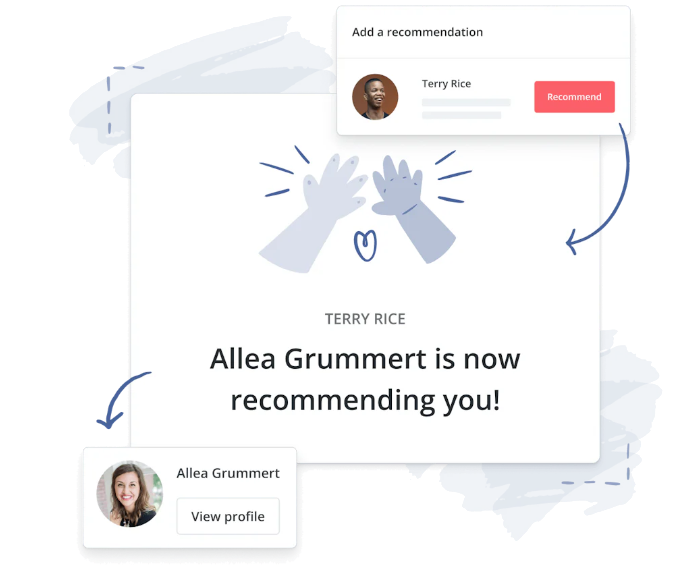 Add a recommendation
Terry Rice
Recommend
TERRY RICE
Allea Grummert is now
recommending you!
Allea Grummert
View profile